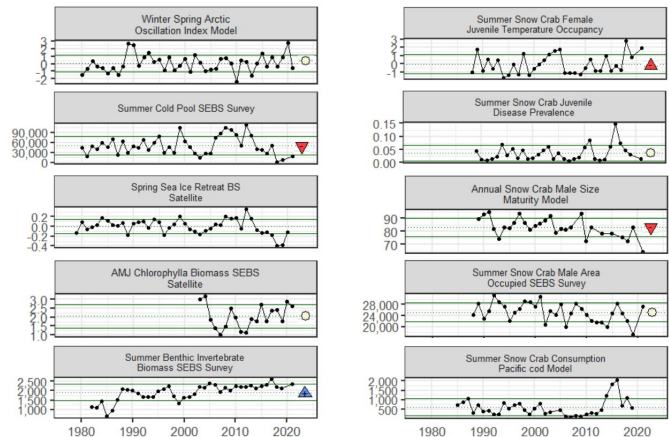 Winter Spring Arctic
Oscillation Index Model
3
2
1
0
-1
-2
Summer Cold Pool SEBS Survey
90,000
60,000
30,000
0
Spring Sea Ice Retreat BS
Satellite
0.2
0.0
-0.2
-0.4
AMJ Chlorophylla Biomass SEBS
Satellite
3.0
2.5
2.0
1.5
1.0
Summer Benthic Invertebrate
Biomass SEBS Survey
2,500
2,000
1,500
1,000
1980
1990
2000
2010
2020
Summer Snow Crab Female
Juvenile Temperature Occupancy
3
2
1
0
-1
Summer Snow Crab Juvenile
Disease Prevalence
0.15
0.10
0.05
0.00
Annual Snow Crab Male Size
Maturity Model
90
80
70
Summer Snow Crab Male Area
Occupied SEBS Survey
28,000
24,000
20,000
Summer Snow Crab Consumption
Pacific cod Model
2,000
1,500
1,000
500
1980
1990
2000
2010
2020